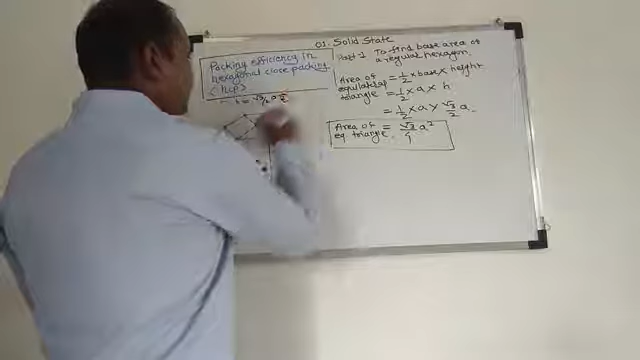 01. Solid State
Packing efficiency in
hexagonal close packing
<hcp>
Part-1 To find base area of
a regular hexagon.
Area of
equilateral = 1/2 × base × height
triangle = 1/2 × a × h
= 1/2 × a × √3/2 a.
Area of = √3/4 a²
eq. triangle.